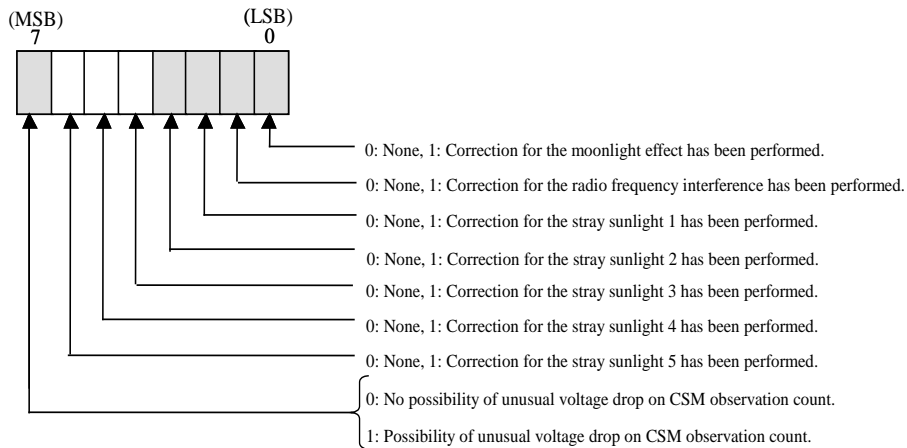 (MSB) (LSB)
7 0
0: None, 1: Correction for the moonlight effect has been performed.
0: None, 1: Correction for the radio frequency interference has been performed.
0: None, 1: Correction for the stray sunlight 1 has been performed.
0: None, 1: Correction for the stray sunlight 2 has been performed.
0: None, 1: Correction for the stray sunlight 3 has been performed.
0: None, 1: Correction for the stray sunlight 4 has been performed.
0: None, 1: Correction for the stray sunlight 5 has been performed.
0: No possibility of unusual voltage drop on CSM observation count.
1: Possibility of unusual voltage drop on CSM observation count.